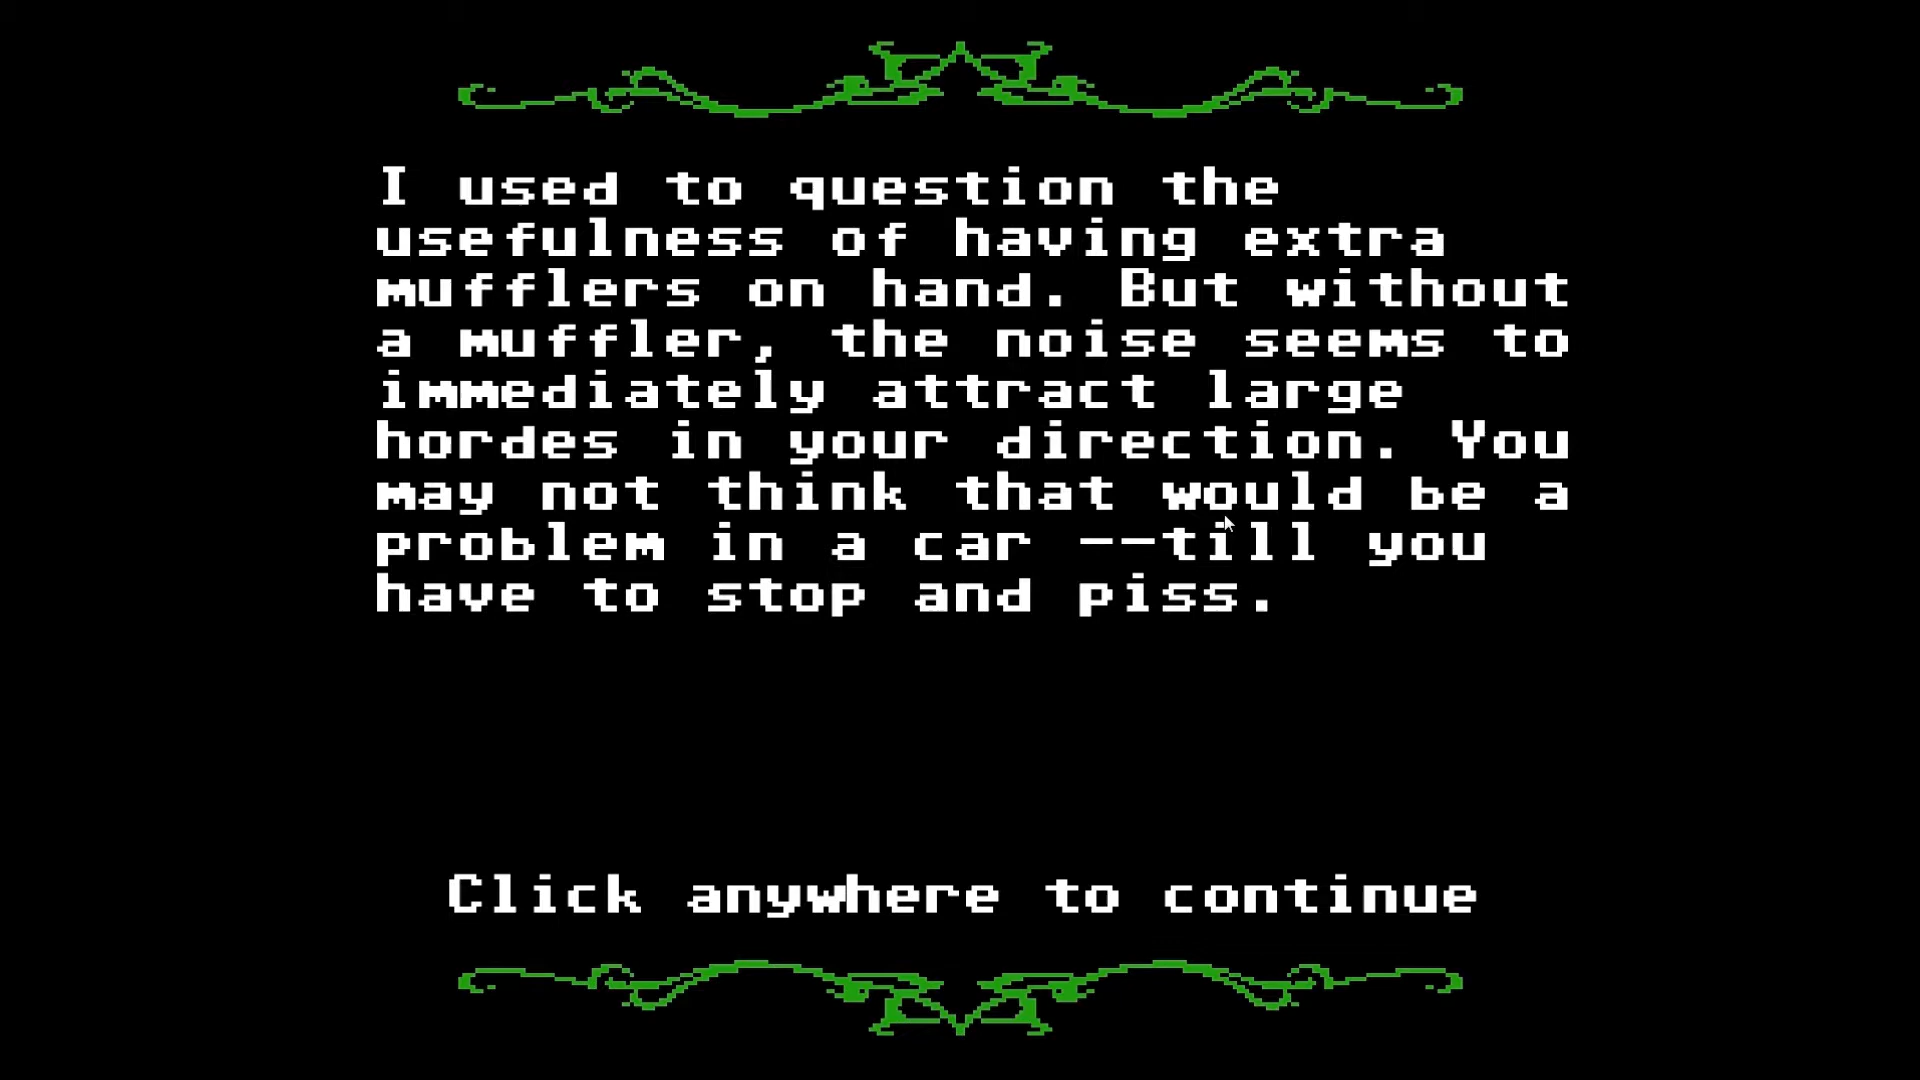 I used to question the
usefulness of having extra
mufflers on hand. But without
a muffler, the noise seems to
immediately attract large
hordes in your direction. You
may not think that would be a
problem in a car --till you
have to stop and piss.
Click anywhere to continue